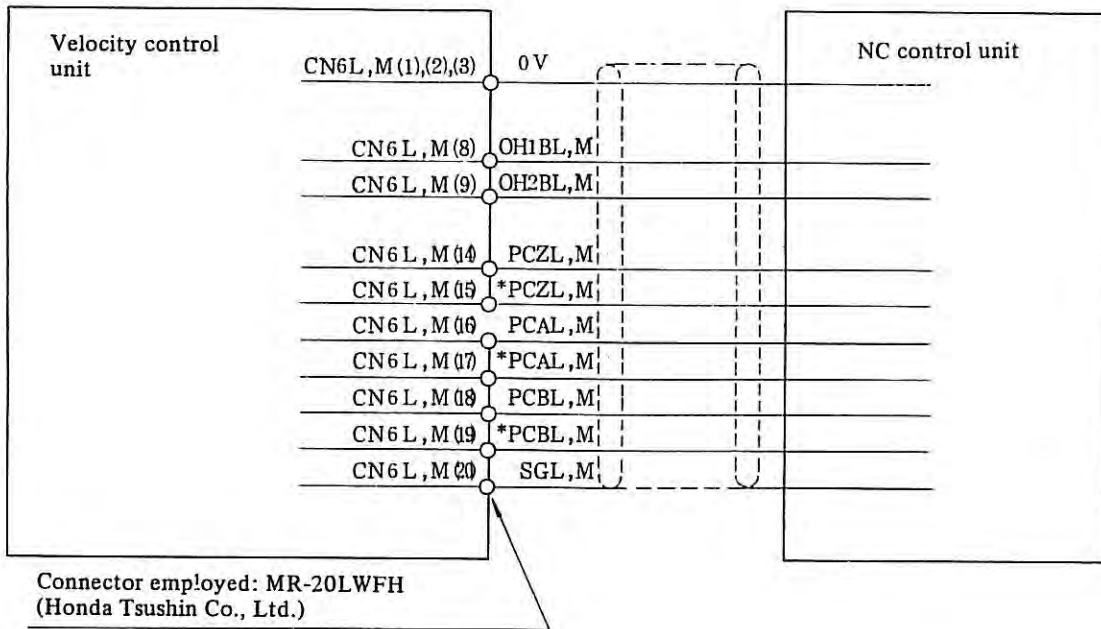 Velocity control
unit
NC control unit
CN6L,M(1),(2),(3) 0V
CN6L,M(8) OH1BL,M
CN6L,M(9) OH2BL,M
CN6L,M(14) PCZL,M
CN6L,M(15) *PCZL,M
CN6L,M(16) PCAL,M
CN6L,M(17) *PCAL,M
CN6L,M(18) PCBL,M
CN6L,M(19) *PCBL,M
CN6L,M(20) SGL,M
Connector employed: MR-20LWFH
(Honda Tsushin Co., Ltd.)